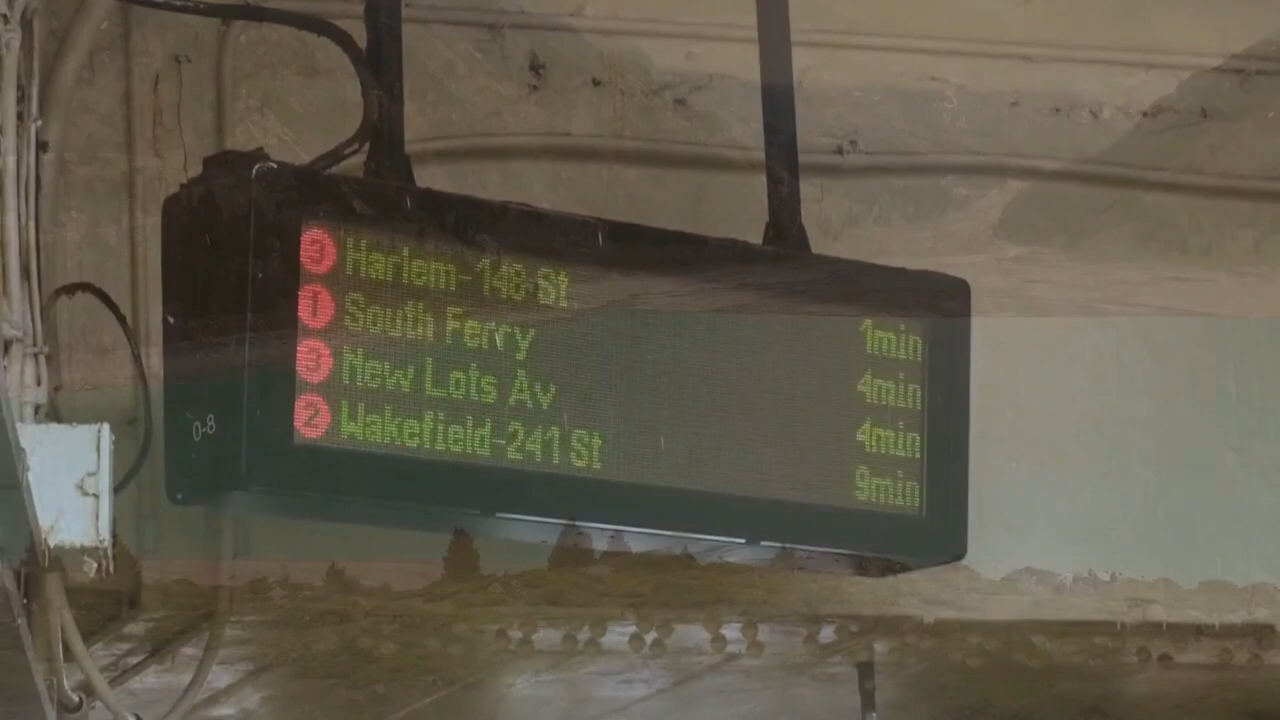 3 Harlem-148 St 1min
1 South Ferry 4min
3 New Lots Av 4min
2 Wakefield-241 St 9min
0-8